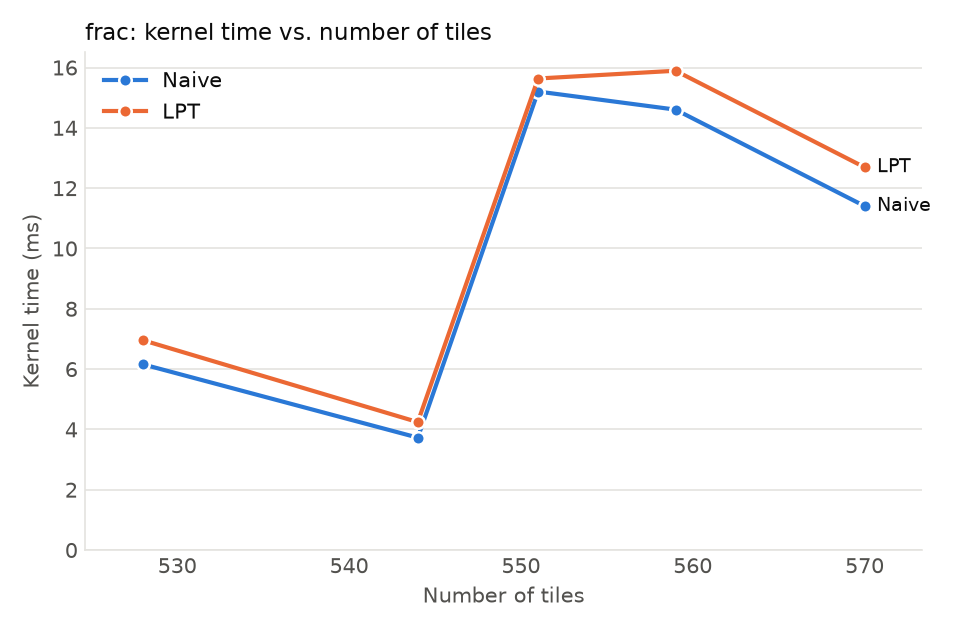 frac: kernel time vs. number of tiles
Naive
LPT
16
14
12
10
8
6
4
2
0
Kernel time (ms)
LPT
Naive
530 540 550 560 570
Number of tiles